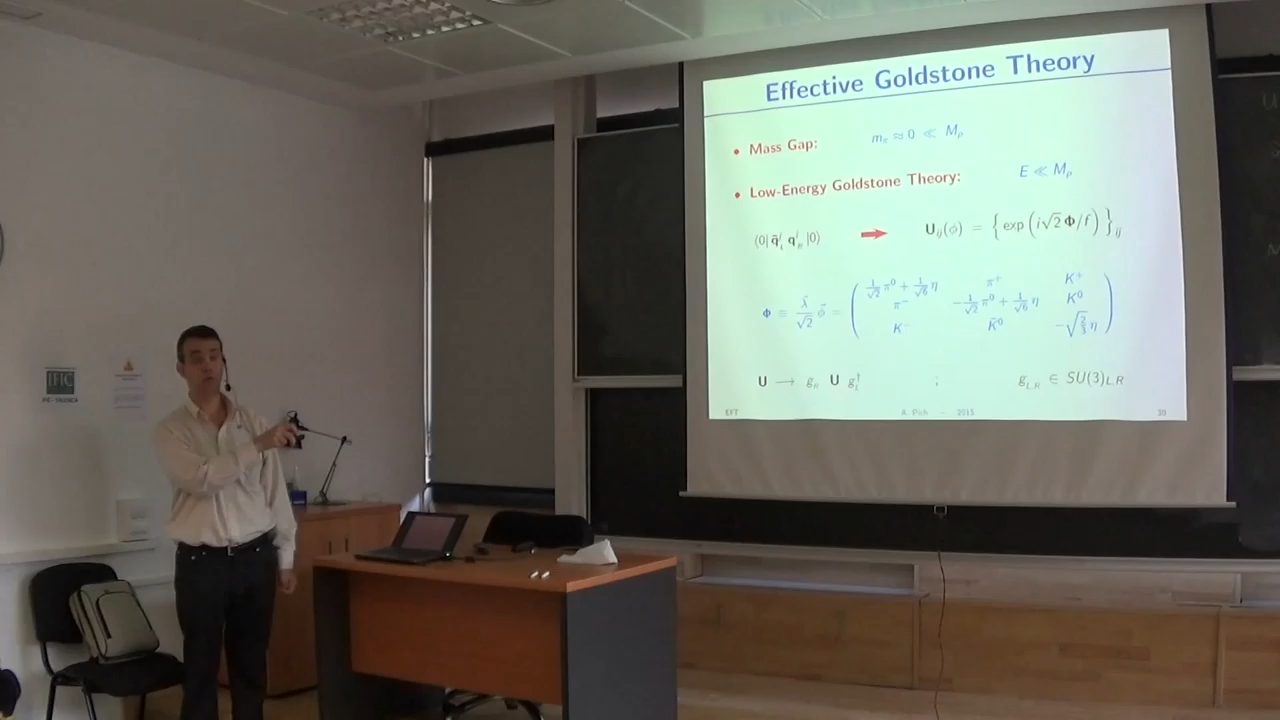 Effective Goldstone Theory
• Mass Gap: m_π ≈ 0 ≪ M_ρ
• Low-Energy Goldstone Theory: E ≪ M_ρ
⟨0| q̄^j_L q^i_R |0⟩ ➡ U_ij(ϕ) = { exp ( i√2 Φ/f ) }_ij
1/√2 π⁰ + 1/√6 η π⁺ K⁺
Φ ≡ λ⃗/√2 ϕ⃗ = ( π⁻ −1/√2 π⁰ + 1/√6 η K⁰ )
K⁻ K̄⁰ −√(2/3) η
U ⟶ g_R U g_L^† ; g_L,R ∈ SU(3)_L,R
EFT A. Pich - 2015 30
IFIC